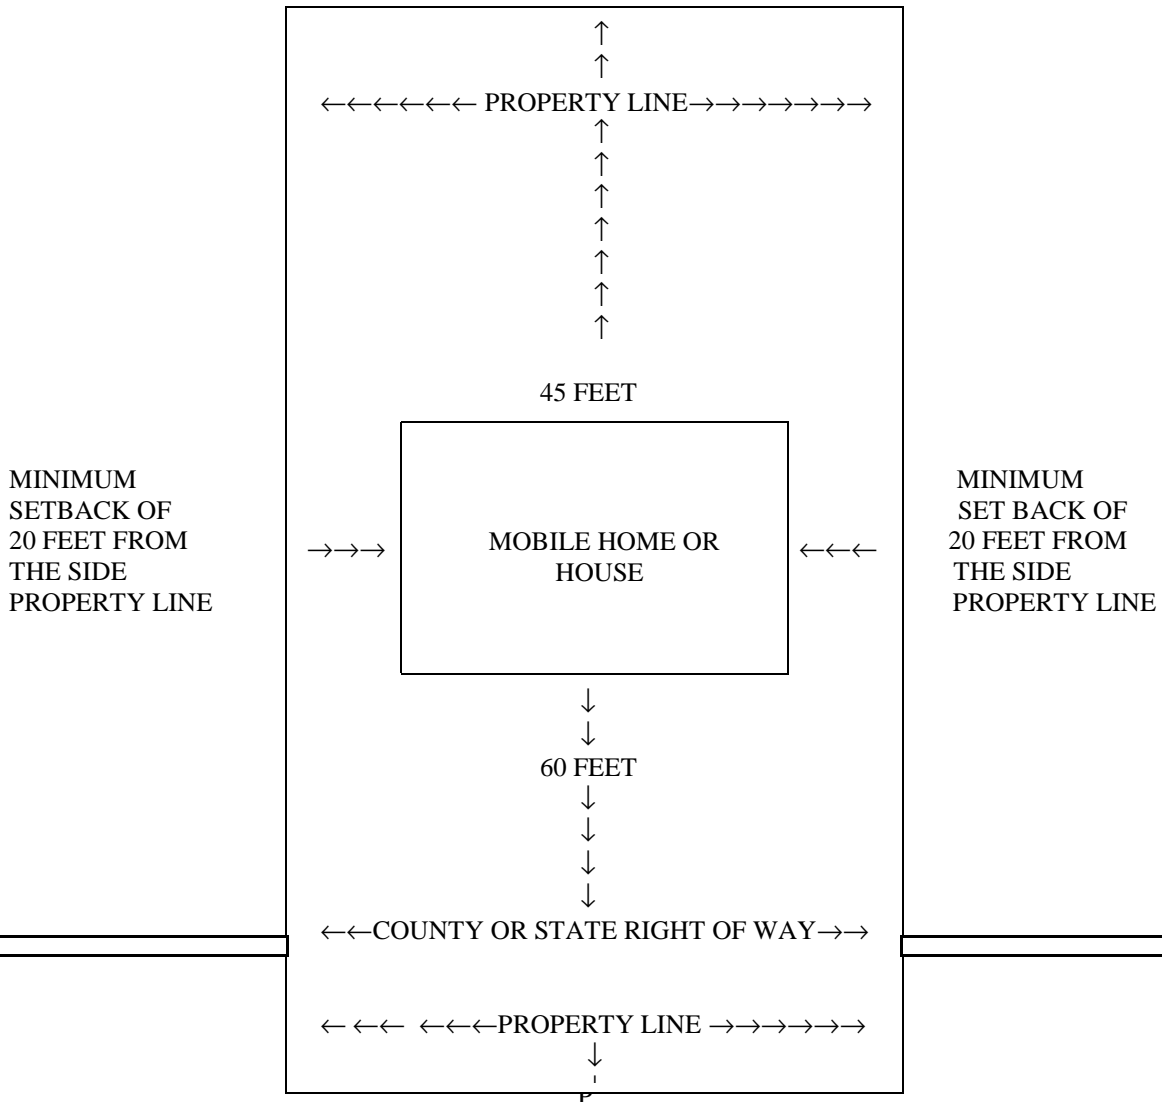 ←←←←←← PROPERTY LINE→→→→→→→
45 FEET
MINIMUM
SETBACK OF
20 FEET FROM
THE SIDE
PROPERTY LINE
→→→ MOBILE HOME OR ←←←
HOUSE
MINIMUM
SET BACK OF
20 FEET FROM
THE SIDE
PROPERTY LINE
60 FEET
←←COUNTY OR STATE RIGHT OF WAY→→
← ←← ←←←PROPERTY LINE →→→→→→